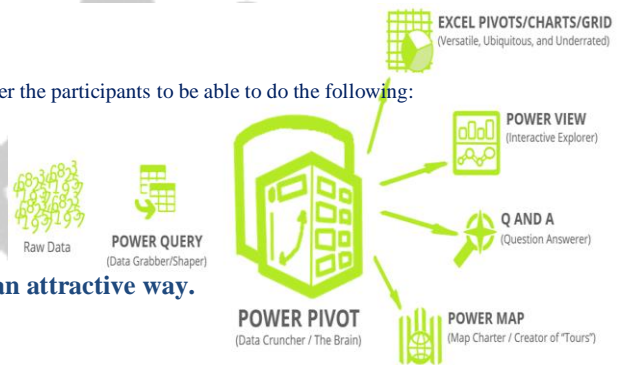 EXCEL PIVOTS/CHARTS/GRID
(Versatile, Ubiquitous, and Underrated)
er the participants to be able to do the following:
POWER VIEW
(Interactive Explorer)
Raw Data
POWER QUERY
(Data Grabber/Shaper)
Q AND A
(Question Answerer)
an attractive way.
POWER PIVOT
(Data Cruncher / The Brain)
POWER MAP
(Map Charter / Creator of "Tours")